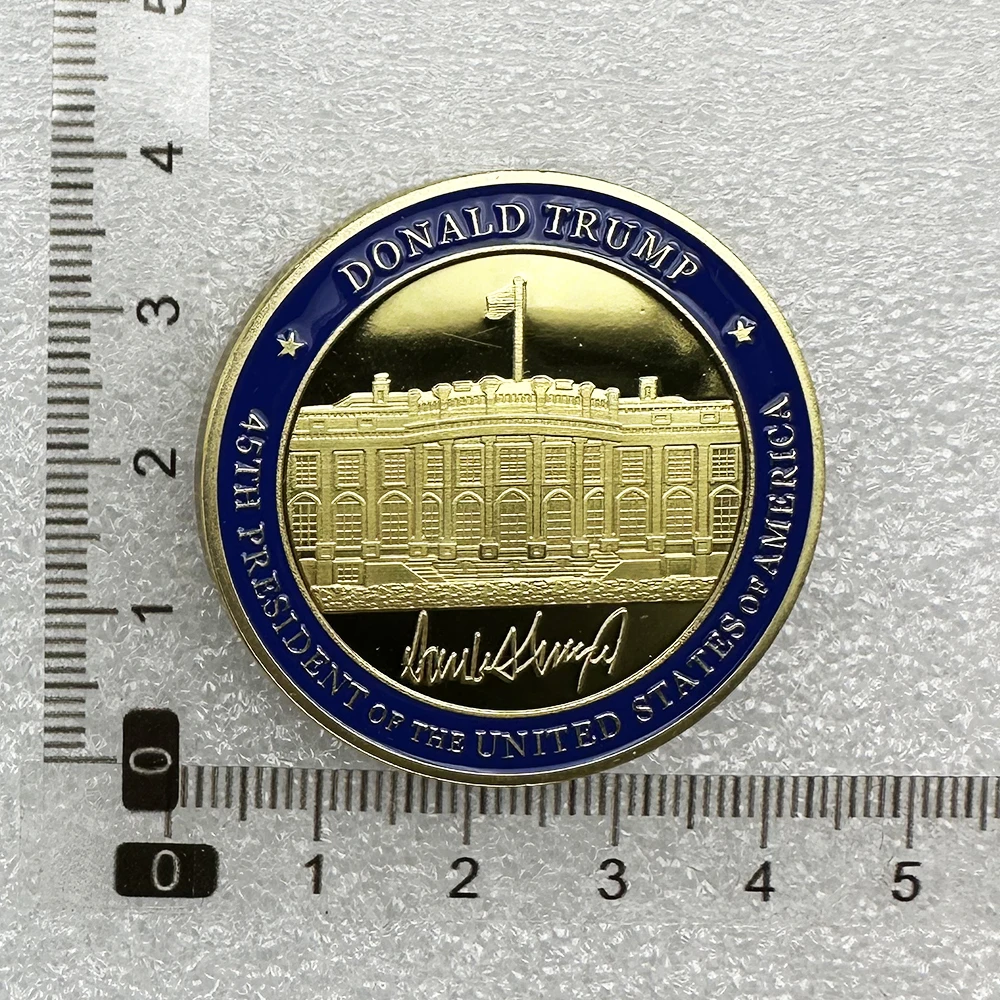 DONALD TRUMP
45TH PRESIDENT OF THE UNITED STATES OF AMERICA
5
4
3
2
1
0
0 1 2 3 4 5